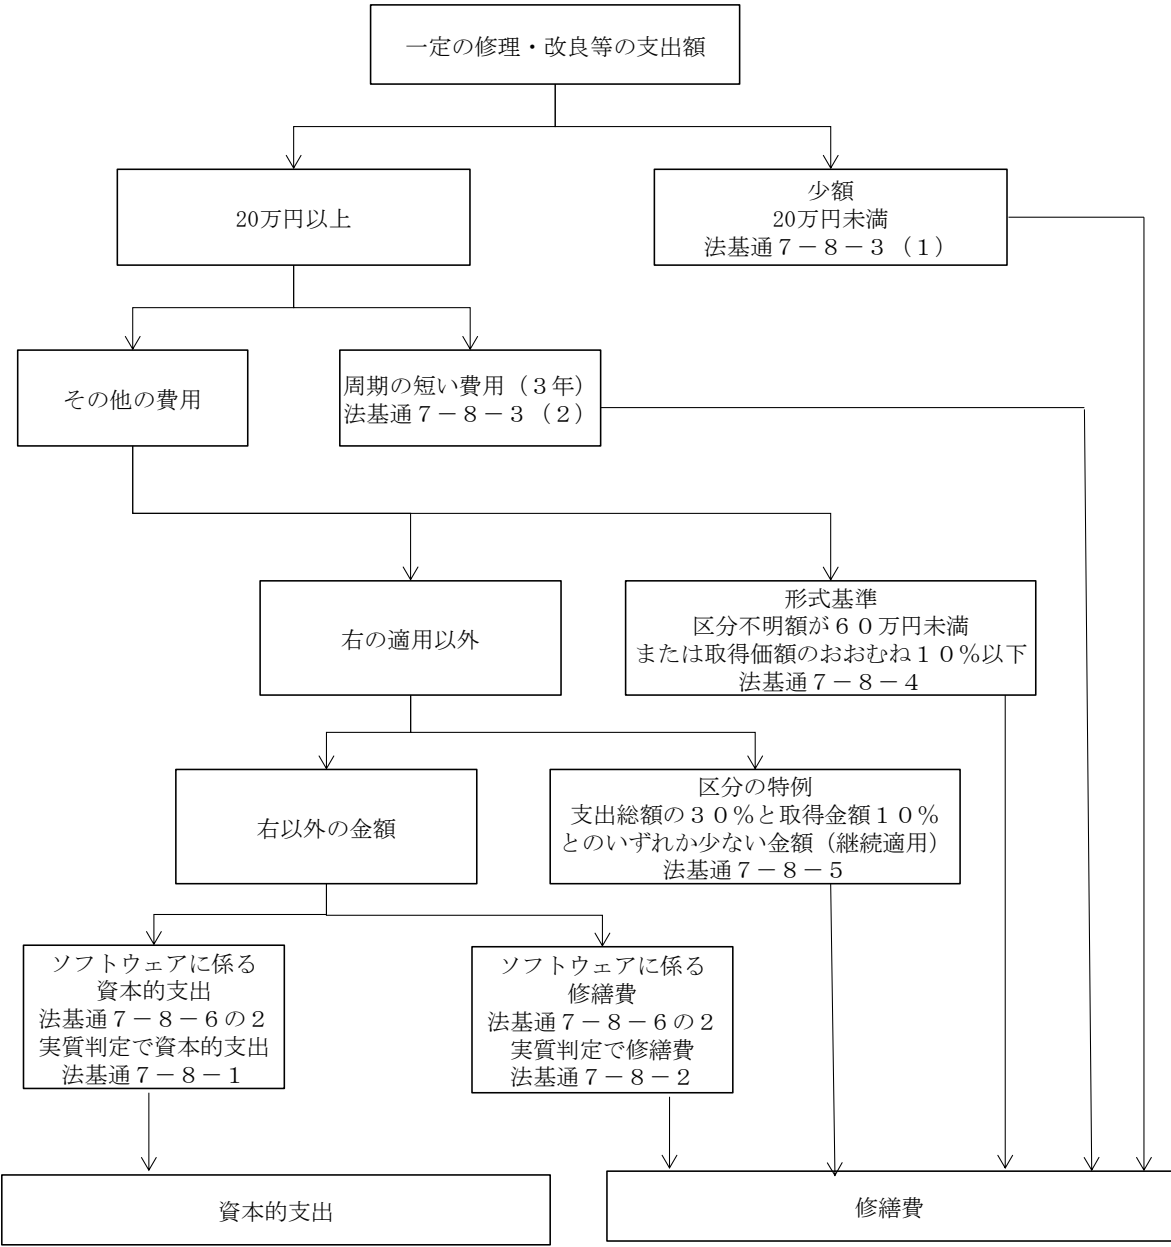 一定の修理・改良等の支出額
20万円以上
少額
20万円未満
法基通７－８－３（１）
その他の費用
周期の短い費用（３年）
法基通７－８－３（２）
右の適用以外
形式基準
区分不明額が６０万円未満
または取得価額のおおむね１０％以下
法基通７－８－４
右以外の金額
区分の特例
支出総額の３０％と取得金額１０％
とのいずれか少ない金額（継続適用）
法基通７－８－５
ソフトウェアに係る
資本的支出
法基通７－８－６の２
実質判定で資本的支出
法基通７－８－１
ソフトウェアに係る
修繕費
法基通７－８－６の２
実質判定で修繕費
法基通７－８－２
資本的支出
修繕費